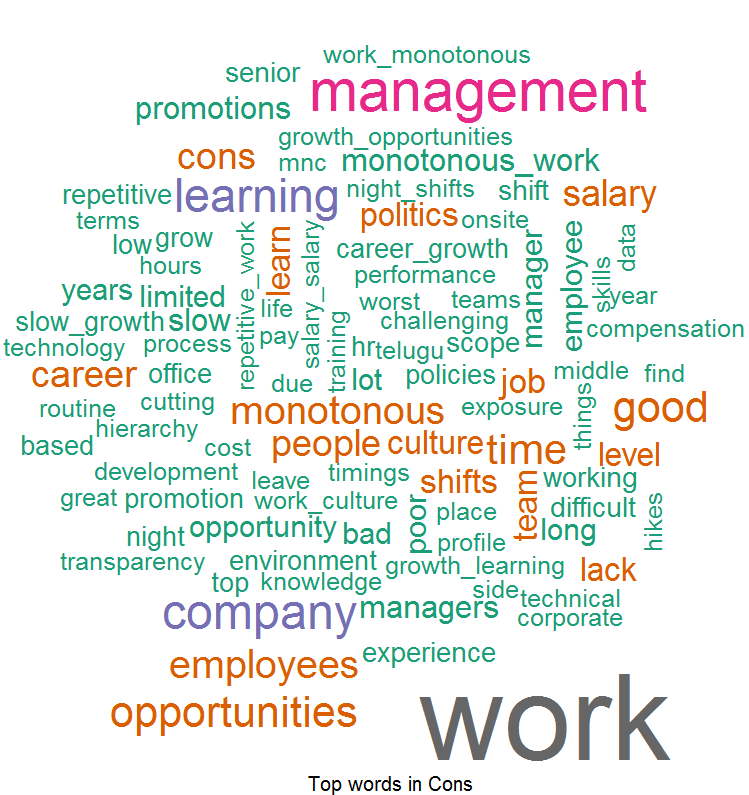 work_monotonous
senior management
promotions
growth_opportunities
cons mnc monotonous_work
repetitive learning night_shifts shift salary
terms politics onsite
low grow learn career_growth manager employee data
hours repetitive_work salary_salary performance skills
years limited life worst teams year
slow_growth slow pay training challenging compensation
technology process hr telugu scope
career office due lot policies job middle find
routine cutting monotonous exposure things good
hierarchy
based cost people culture time level
development leave timings shifts team working
great promotion work_culture poor place difficult hikes
night opportunity bad profile long
transparency environment growth_learning lack
top knowledge side technical
company managers corporate
employees experience
opportunities work
Top words in Cons